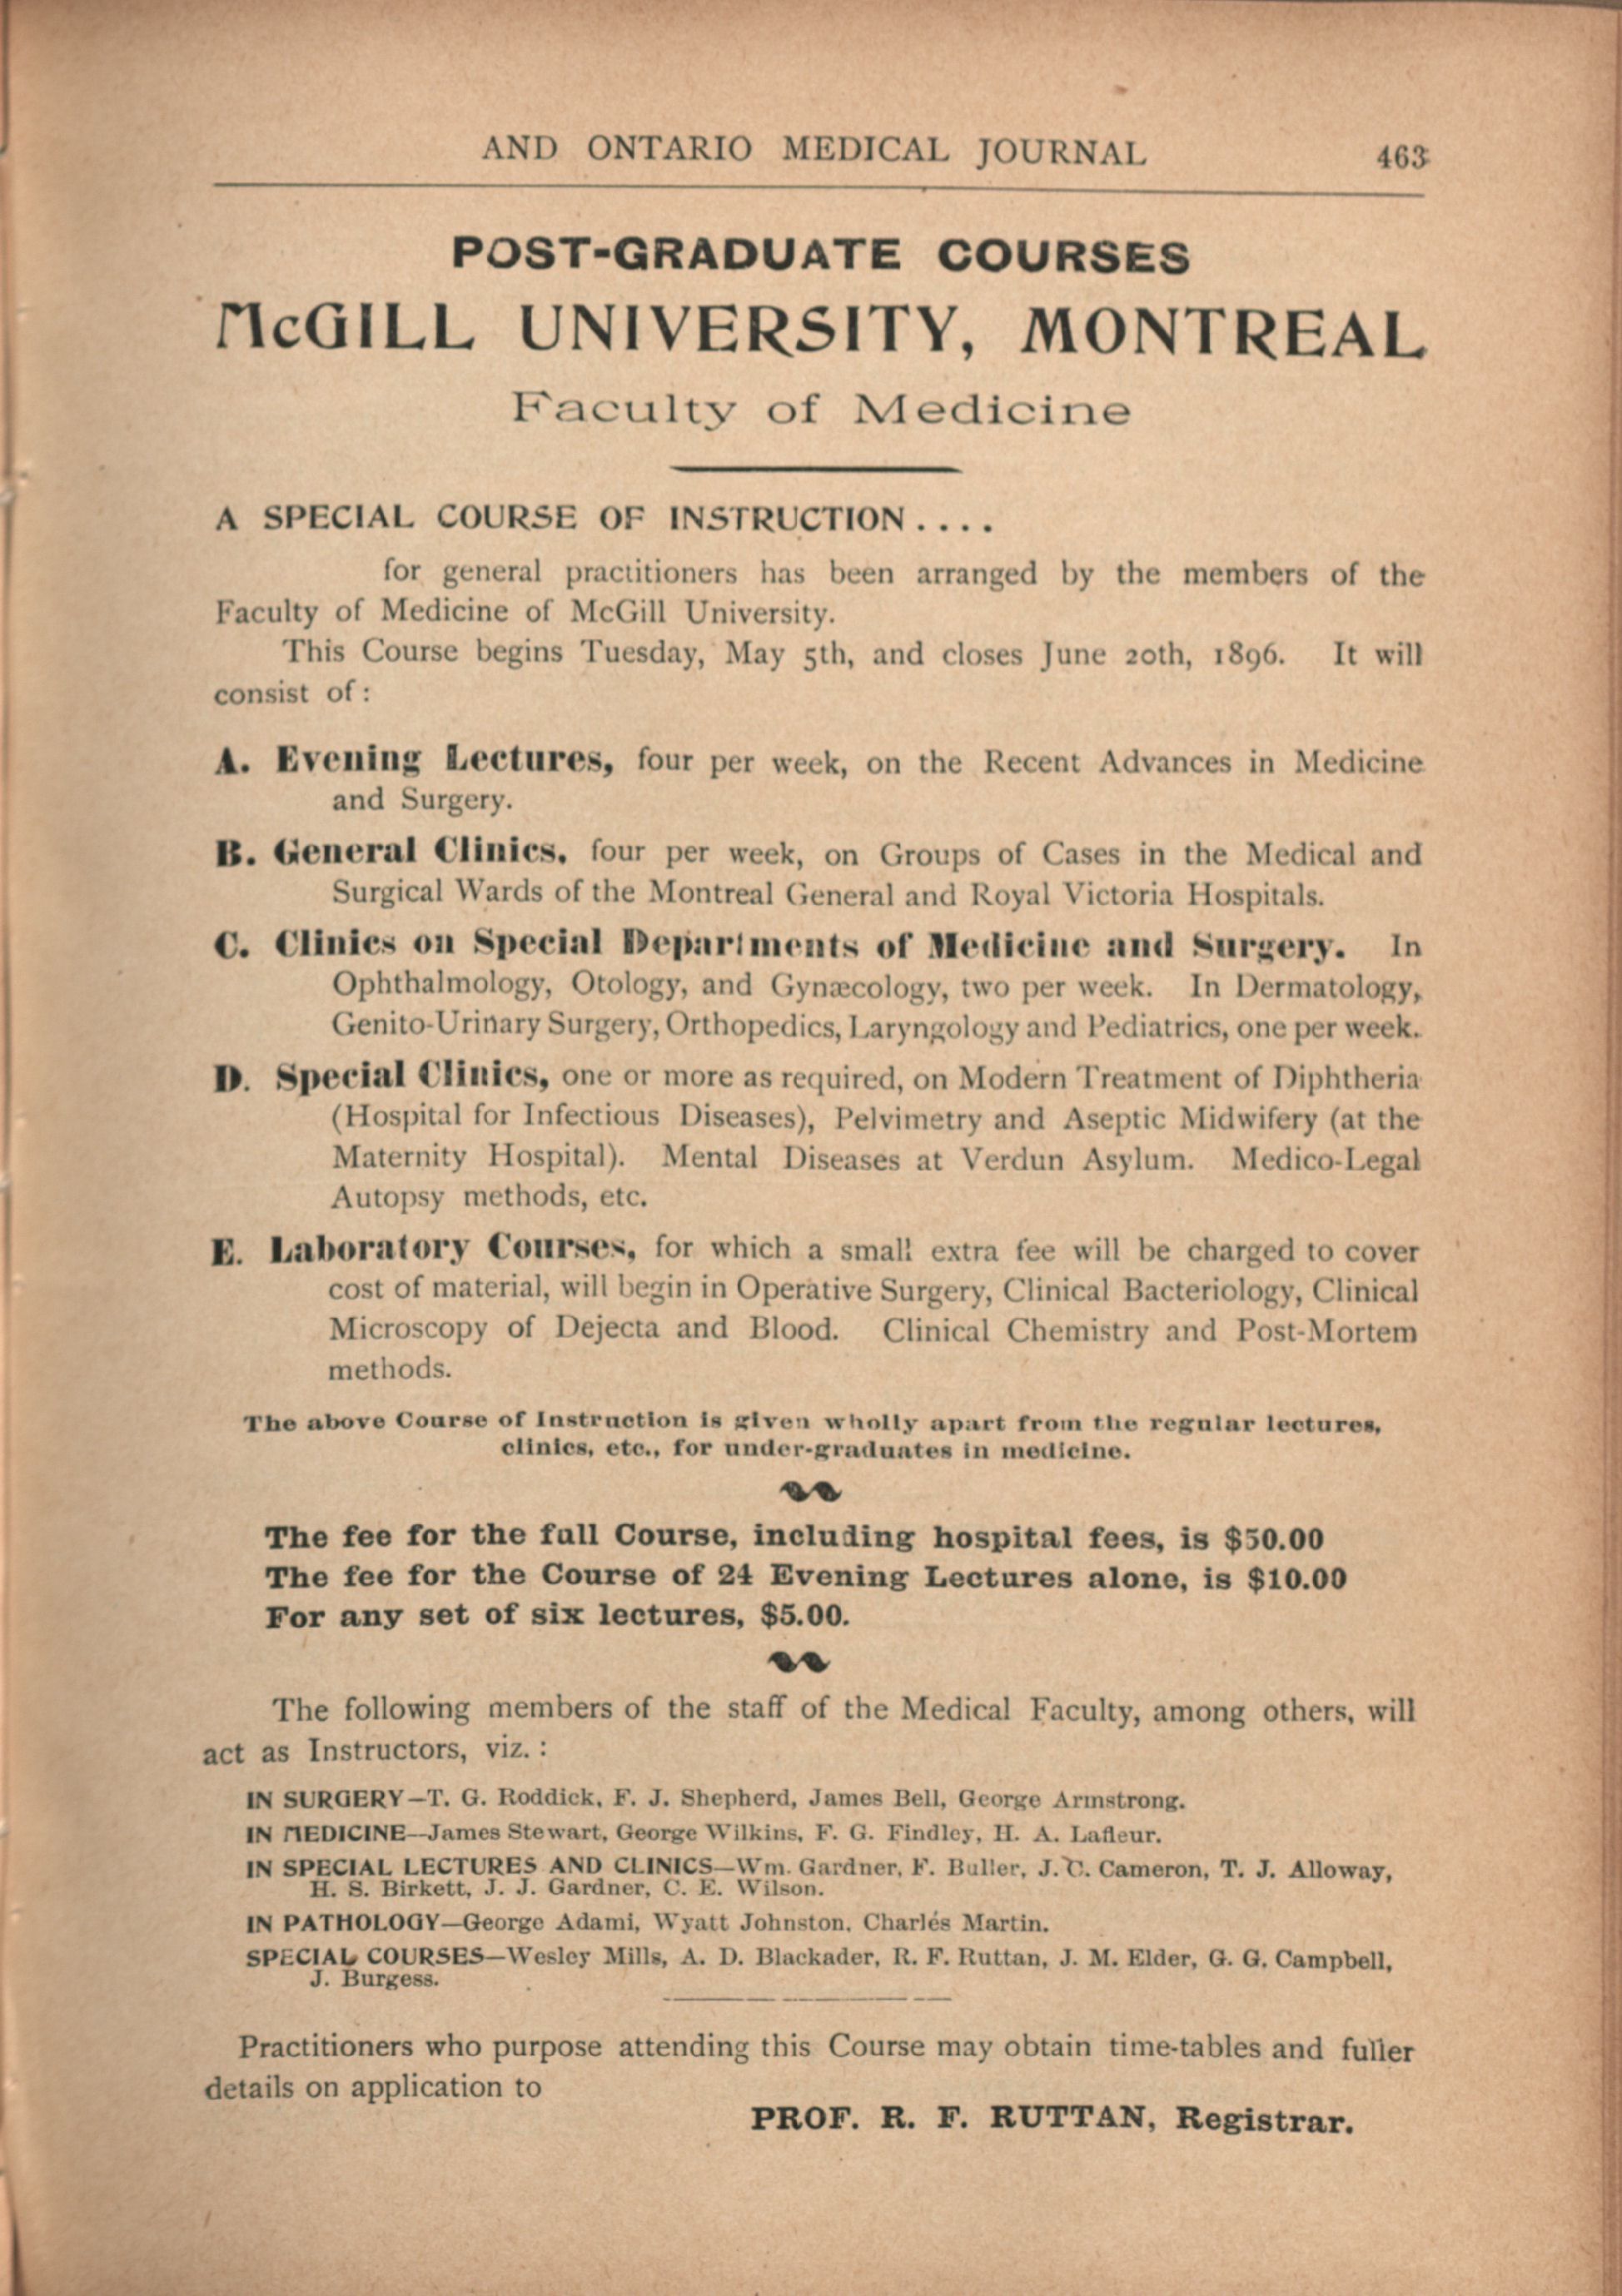 AND ONTARIO MEDICAL JOURNAL 463
POST-GRADUATE COURSES
McGILL UNIVERSITY, MONTREAL
Faculty of Medicine
A SPECIAL COURSE OF INSTRUCTION....
for general practitioners has been arranged by the members of the
Faculty of Medicine of McGill University.
This Course begins Tuesday, May 5th, and closes June 20th, 1896. It will
consist of:
A. Evening Lectures, four per week, on the Recent Advances in Medicine
and Surgery.
B. General Clinics, four per week, on Groups of Cases in the Medical and
Surgical Wards of the Montreal General and Royal Victoria Hospitals.
C. Clinics on Special Departments of Medicine and Surgery. In
Ophthalmology, Otology, and Gynæcology, two per week. In Dermatology,
Genito-Urinary Surgery, Orthopedics, Laryngology and Pediatrics, one per week.
D. Special Clinics, one or more as required, on Modern Treatment of Diphtheria
(Hospital for Infectious Diseases), Pelvimetry and Aseptic Midwifery (at the
Maternity Hospital). Mental Diseases at Verdun Asylum. Medico-Legal
Autopsy methods, etc.
E. Laboratory Courses, for which a small extra fee will be charged to cover
cost of material, will begin in Operative Surgery, Clinical Bacteriology, Clinical
Microscopy of Dejecta and Blood. Clinical Chemistry and Post-Mortem
methods.
The above Course of Instruction is given wholly apart from the regular lectures,
clinics, etc., for under-graduates in medicine.
The fee for the full Course, including hospital fees, is $50.00
The fee for the Course of 24 Evening Lectures alone, is $10.00
For any set of six lectures, $5.00.
The following members of the staff of the Medical Faculty, among others, will
act as Instructors, viz.:
IN SURGERY—T. G. Roddick, F. J. Shepherd, James Bell, George Armstrong.
IN MEDICINE—James Stewart, George Wilkins, F. G. Findley, H. A. Lafleur.
IN SPECIAL LECTURES AND CLINICS—Wm. Gardner, F. Buller, J. C. Cameron, T. J. Alloway,
H. S. Birkett, J. J. Gardner, C. E. Wilson.
IN PATHOLOGY—George Adami, Wyatt Johnston, Charles Martin.
SPECIAL COURSES—Wesley Mills, A. D. Blackader, R. F. Ruttan, J. M. Elder, G. G. Campbell,
J. Burgess.
Practitioners who purpose attending this Course may obtain time-tables and fuller
details on application to
PROF. R. F. RUTTAN, Registrar.